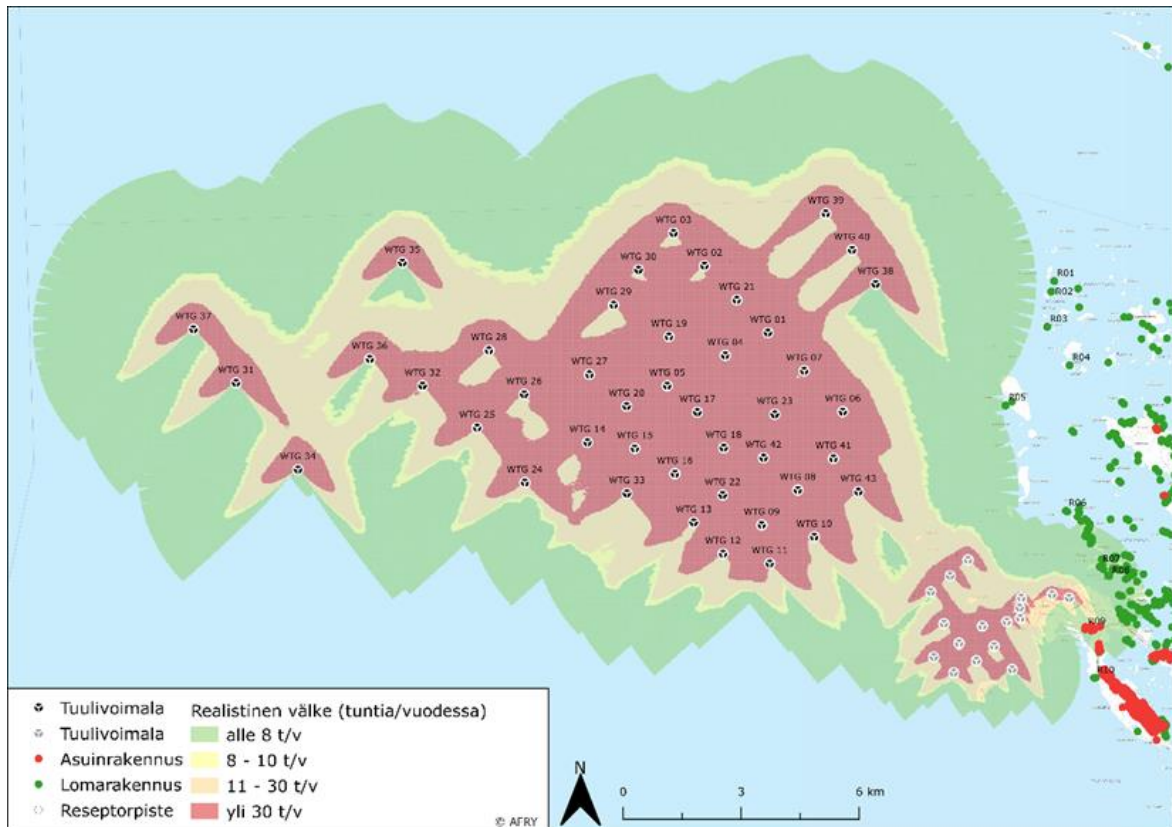 WTG 39
WTG 03
WTG 40
WTG 35
WTG 30
WTG 02
WTG 38
R01
R02
WTG 21
WTG 29
R03
WTG 37
WTG 01
WTG 19
WTG 28
WTG 04
R04
WTG 36
WTG 07
WTG 27
WTG 31
WTG 32
WTG 05
WTG 26
R05
WTG 20
WTG 17
WTG 23
WTG 06
WTG 25
WTG 14
WTG 15
WTG 18
WTG 42
WTG 41
WTG 34
WTG 16
WTG 24
WTG 08
WTG 43
WTG 33
WTG 22
R06
WTG 13
WTG 09
WTG 10
WTG 12
WTG 11
R07
R08
R09
R10
Tuulivoimala
Tuulivoimala
Asuinrakennus
Lomarakennus
Reseptorpiste
Realistinen välke (tuntia/vuodessa)
alle 8 t/v
8 - 10 t/v
11 - 30 t/v
yli 30 t/v
© AFRY
N
0 3 6 km